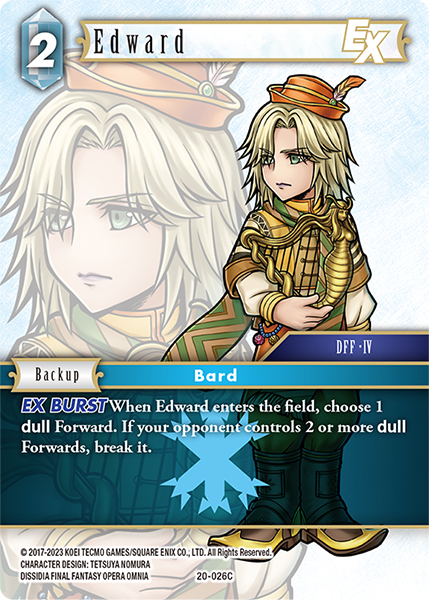 2
Edward
EX
DFF · IV
Backup
Bard
EX BURST When Edward enters the field, choose 1
dull Forward. If your opponent controls 2 or more dull
Forwards, break it.
© 2017-2023 KOEI TECMO GAMES/SQUARE ENIX CO., LTD. All Rights Reserved.
CHARACTER DESIGN: TETSUYA NOMURA
DISSIDIA FINAL FANTASY OPERA OMNIA
20-026C